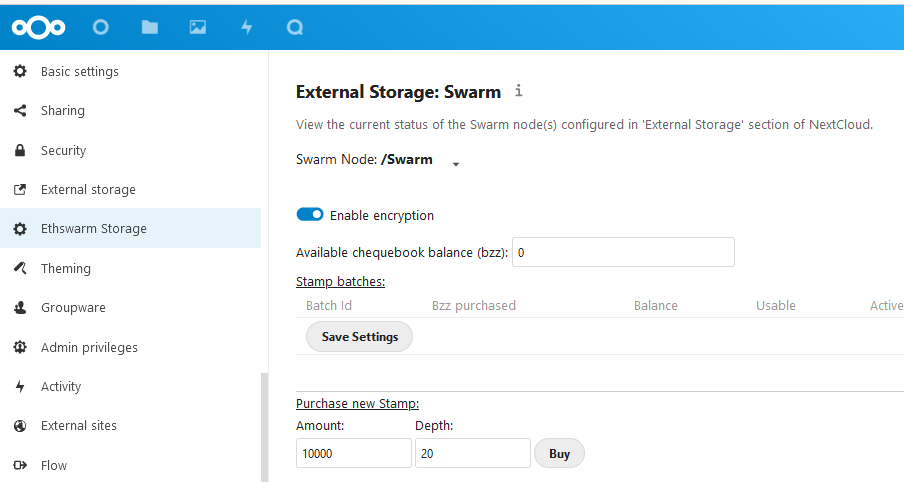 Basic settings
Sharing
Security
External storage
Ethswarm Storage
Theming
Groupware
Admin privileges
Activity
External sites
Flow
External Storage: Swarm i
View the current status of the Swarm node(s) configured in 'External Storage' section of NextCloud.
Swarm Node: /Swarm
Enable encryption
Available chequebook balance (bzz): 0
Stamp batches:
Batch Id Bzz purchased Balance Usable Active
Save Settings
Purchase new Stamp:
Amount: Depth:
10000 20 Buy